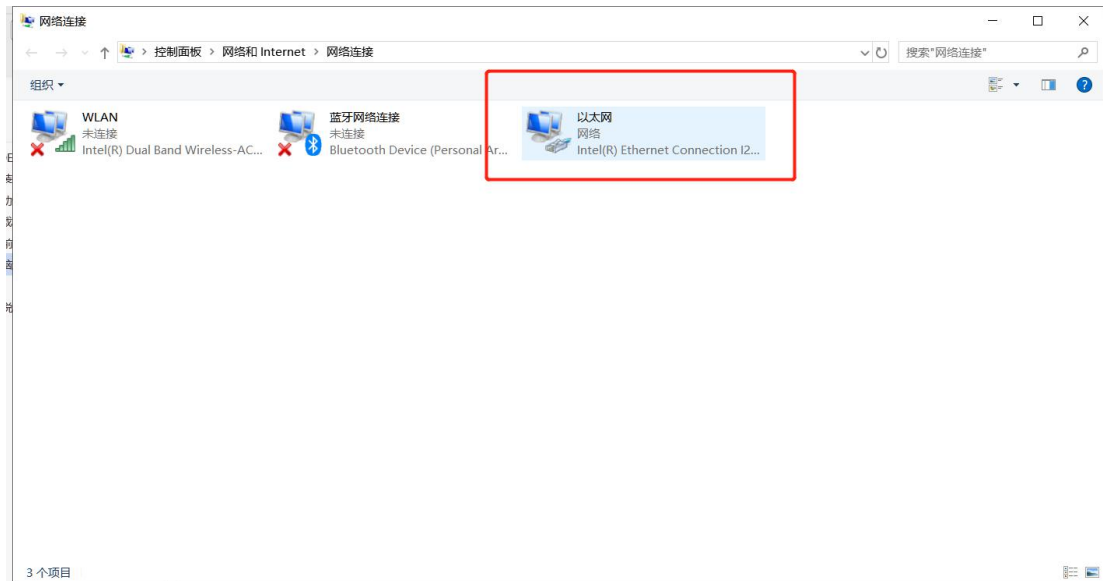 网络连接
控制面板 > 网络和 Internet > 网络连接
搜索"网络连接"
组织
WLAN
未连接
Intel(R) Dual Band Wireless-AC...
蓝牙网络连接
未连接
Bluetooth Device (Personal Ar...
以太网
网络
Intel(R) Ethernet Connection I2...
3 个项目